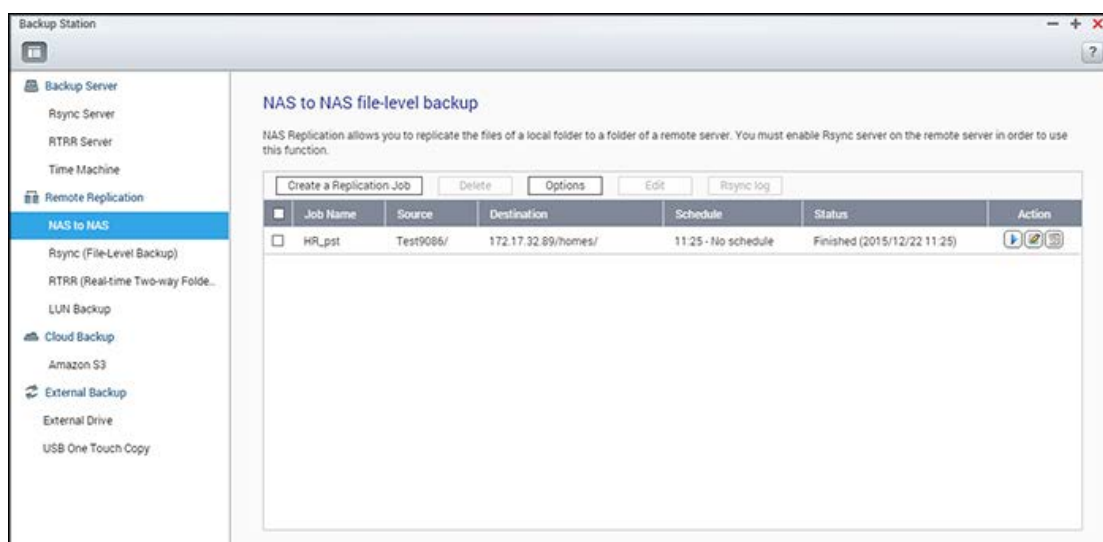 Backup Station
?
Backup Server
Rsync Server
RTRR Server
Time Machine
Remote Replication
NAS to NAS
Rsync (File-Level Backup)
RTRR (Real-time Two-way Folde...
LUN Backup
Cloud Backup
Amazon S3
External Backup
External Drive
USB One Touch Copy
NAS to NAS file-level backup
NAS Replication allows you to replicate the files of a local folder to a folder of a remote server. You must enable Rsync server on the remote server in order to use
this function.
Create a Replication Job Delete Options Edit Rsync log
Job Name Source Destination Schedule Status Action
HR_pst Test9086/ 172.17.32.89/homes/ 11:25 - No schedule Finished (2015/12/22 11:25)